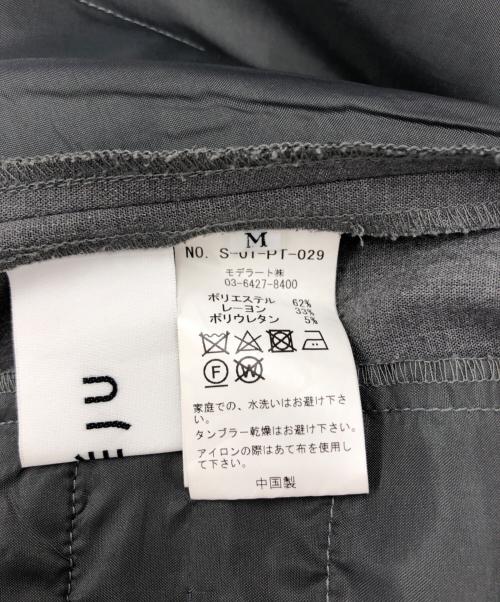 M
NO. S-01-PT-029
モデラート㈱
03-6427-8400
ポリエステル 62%
レーヨン 33%
ポリウレタン 5%
F
W
家庭での、水洗いはお避け下さ
い。
タンブラー乾燥はお避け下さい。
アイロンの際はあて布を使用し
て下さい。
中国製